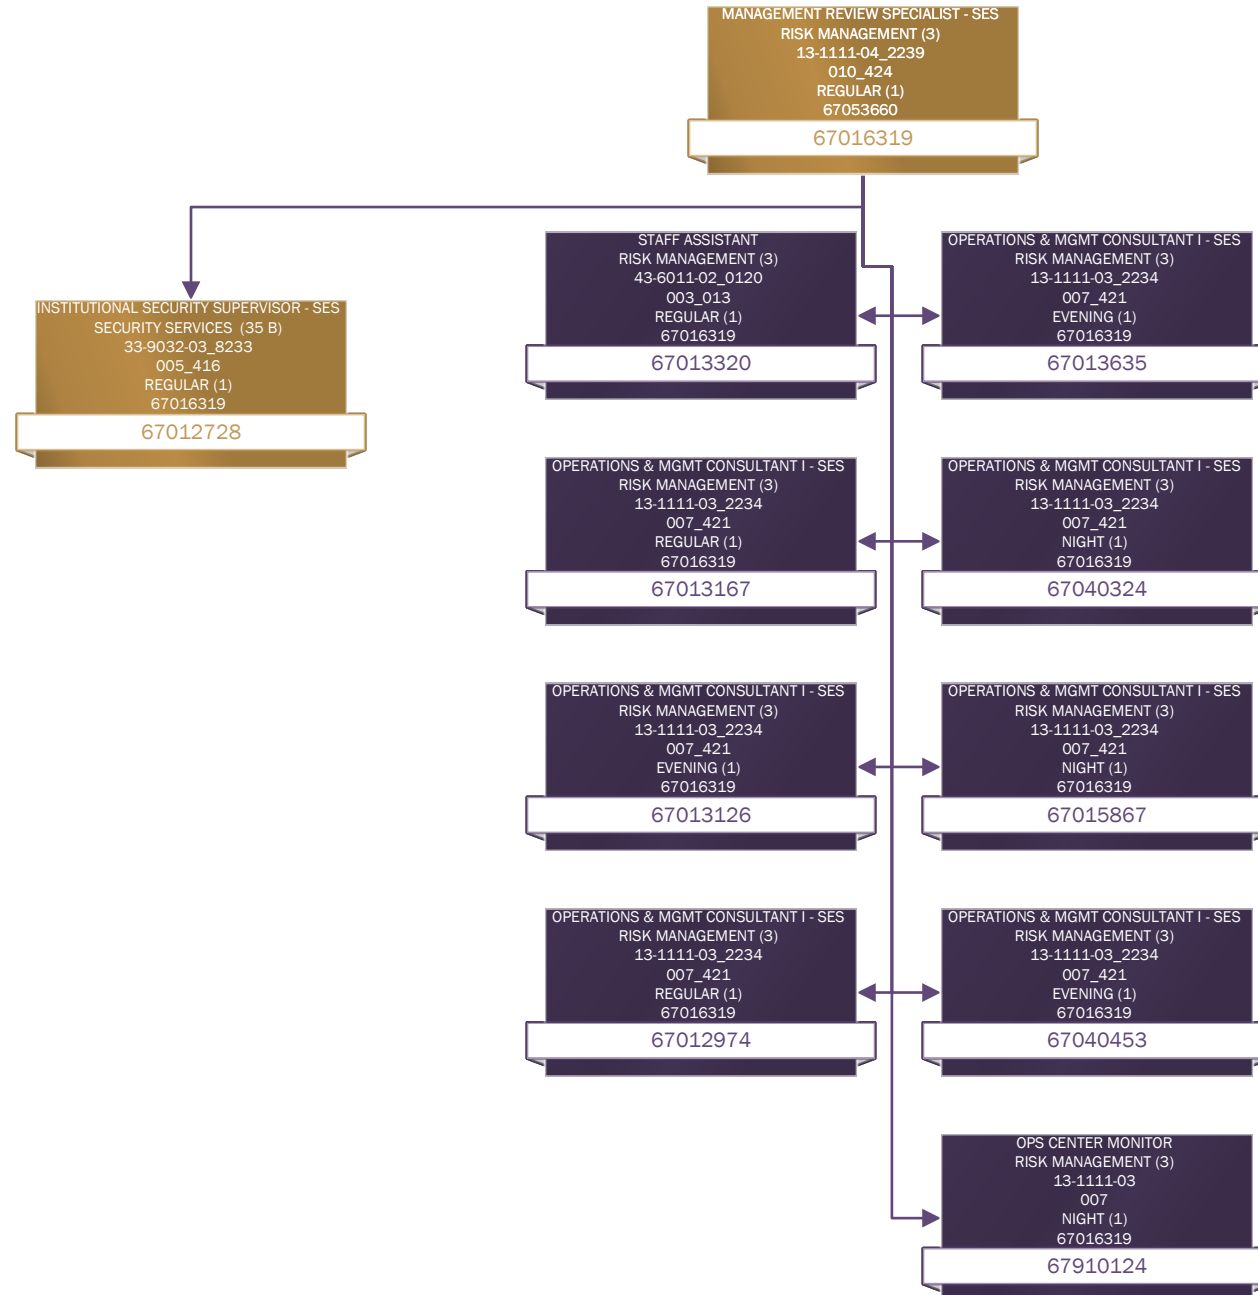 MANAGEMENT REVIEW SPECIALIST - SES
RISK MANAGEMENT (3)
13-1111-04_2239
010_424
REGULAR (1)
67053660
67016319
INSTITUTIONAL SECURITY SUPERVISOR - SES
SECURITY SERVICES  (35 B)
33-9032-03_8233
005_416
REGULAR (1)
67016319
67012728
STAFF ASSISTANT
RISK MANAGEMENT (3)
43-6011-02_0120
003_013
REGULAR (1)
67016319
67013320
OPERATIONS & MGMT CONSULTANT I - SES
RISK MANAGEMENT (3)
13-1111-03_2234
007_421
EVENING (1)
67016319
67013635
OPERATIONS & MGMT CONSULTANT I - SES
RISK MANAGEMENT (3)
13-1111-03_2234
007_421
REGULAR (1)
67016319
67013167
OPERATIONS & MGMT CONSULTANT I - SES
RISK MANAGEMENT (3)
13-1111-03_2234
007_421
NIGHT (1)
67016319
67040324
OPERATIONS & MGMT CONSULTANT I - SES
RISK MANAGEMENT (3)
13-1111-03_2234
007_421
EVENING (1)
67016319
67013126
OPERATIONS & MGMT CONSULTANT I - SES
RISK MANAGEMENT (3)
13-1111-03_2234
007_421
NIGHT (1)
67016319
67015867
OPERATIONS & MGMT CONSULTANT I - SES
RISK MANAGEMENT (3)
13-1111-03_2234
007_421
REGULAR (1)
67016319
67012974
OPERATIONS & MGMT CONSULTANT I - SES
RISK MANAGEMENT (3)
13-1111-03_2234
007_421
EVENING (1)
67016319
67040453
OPS CENTER MONITOR
RISK MANAGEMENT (3)
13-1111-03
007
NIGHT (1)
67016319
67910124